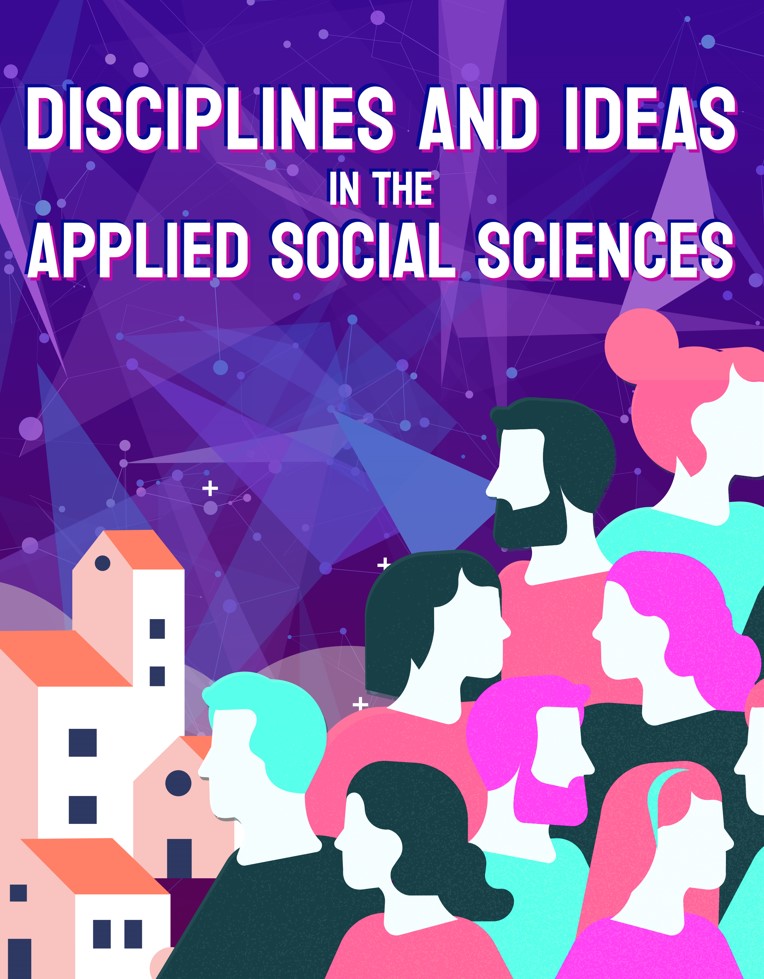 DISCIPLINES AND IDEAS
IN THE
APPLIED SOCIAL SCIENCES